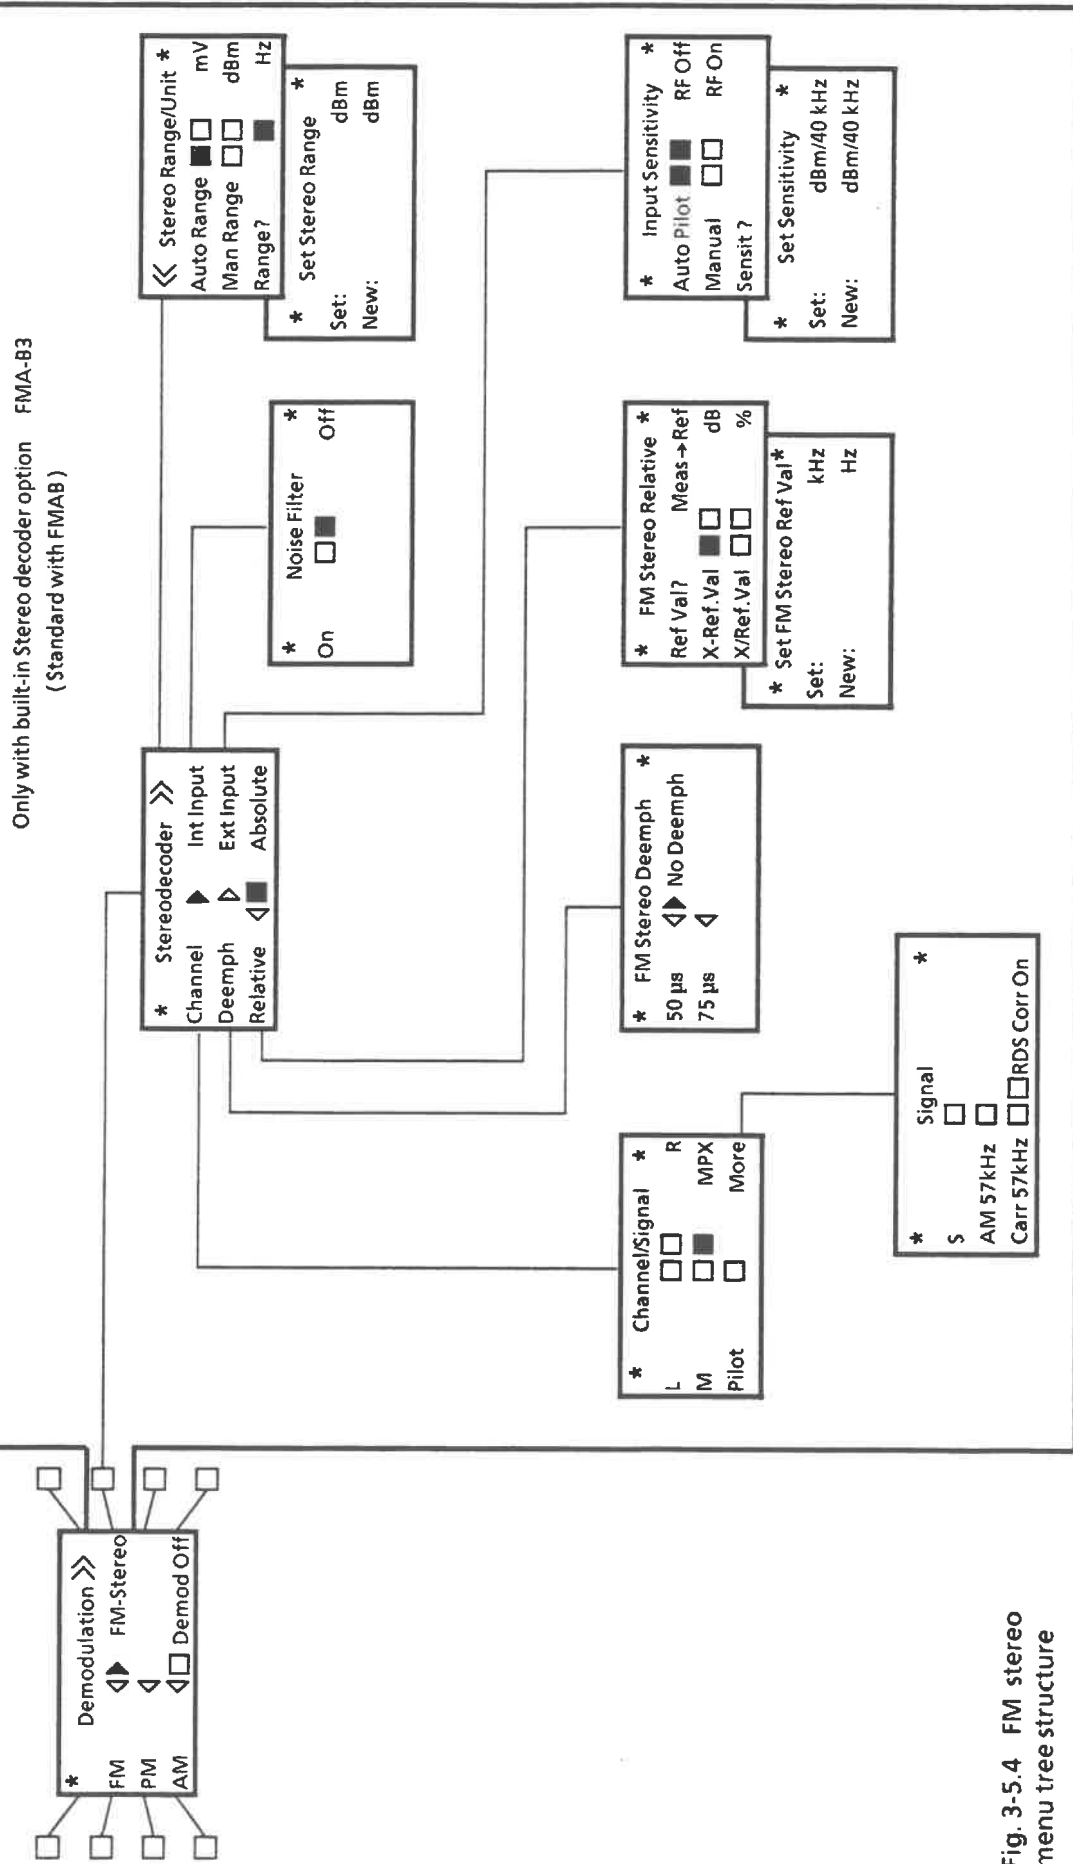 Only with built-in Stereo decoder option FMA-B3
(Standard with FMAB)
* Demodulation >>
FM FM-Stereo
PM
AM Demod Off
* Stereodecoder >>
Channel Int Input
Deemph Ext Input
Relative Absolute
<< Stereo Range/Unit *
Auto Range mV
Man Range dBm
Range? Hz
* Set Stereo Range *
Set: dBm
New: dBm
* Noise Filter *
On Off
* Channel/Signal *
L R
M MPX
Pilot More
* FM Stereo Deemph *
50 µs No Deemph
75 µs
* FM Stereo Relative *
Ref Val? Meas→Ref
X-Ref.Val dB
X/Ref.Val %
* Set FM Stereo Ref Val *
Set: kHz
New: Hz
* Input Sensitivity *
Auto Pilot RF Off
Manual RF On
Sensit ?
* Set Sensitivity *
Set: dBm/40 kHz
New: dBm/40 kHz
* Signal *
S
AM 57kHz
Carr 57kHz RDS Corr On
Fig. 3-5.4 FM stereo
menu tree structure